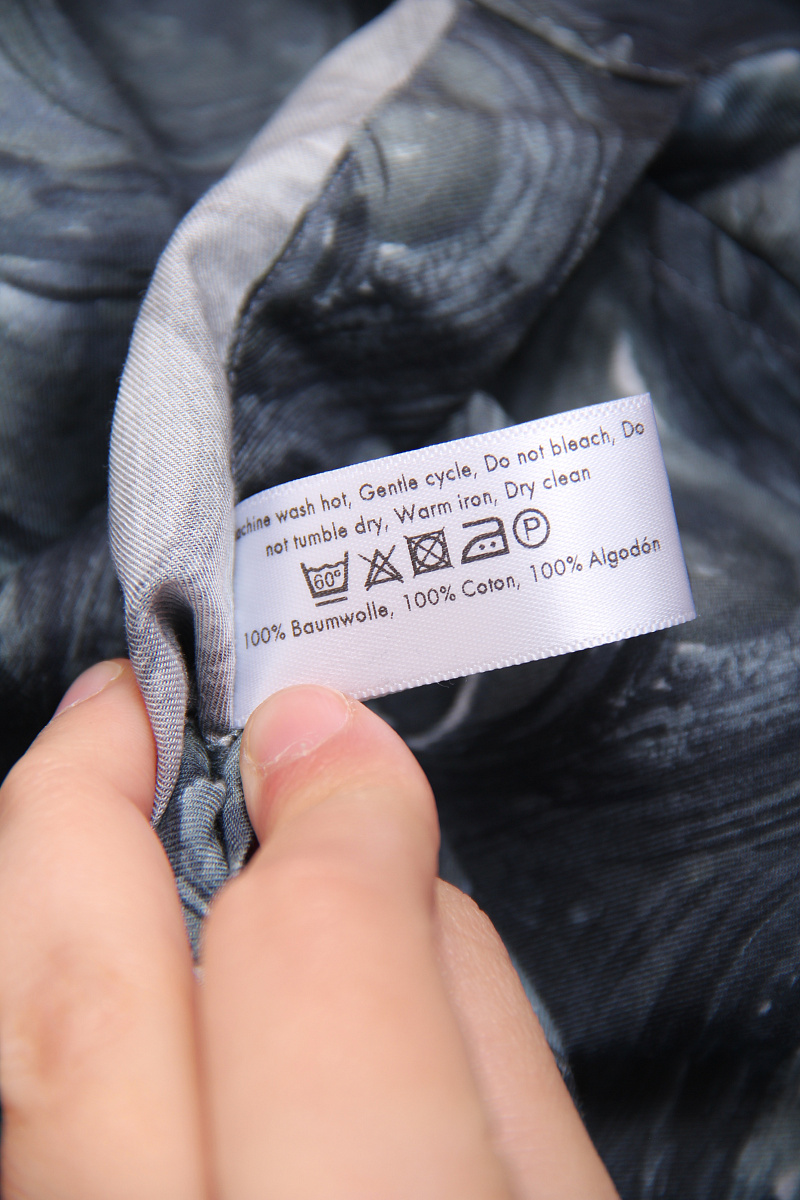 achine wash hot, Gentle cycle, Do not bleach, Do
not tumble dry, Warm iron, Dry clean
60° P
100% Baumwolle, 100% Coton, 100% Algodón